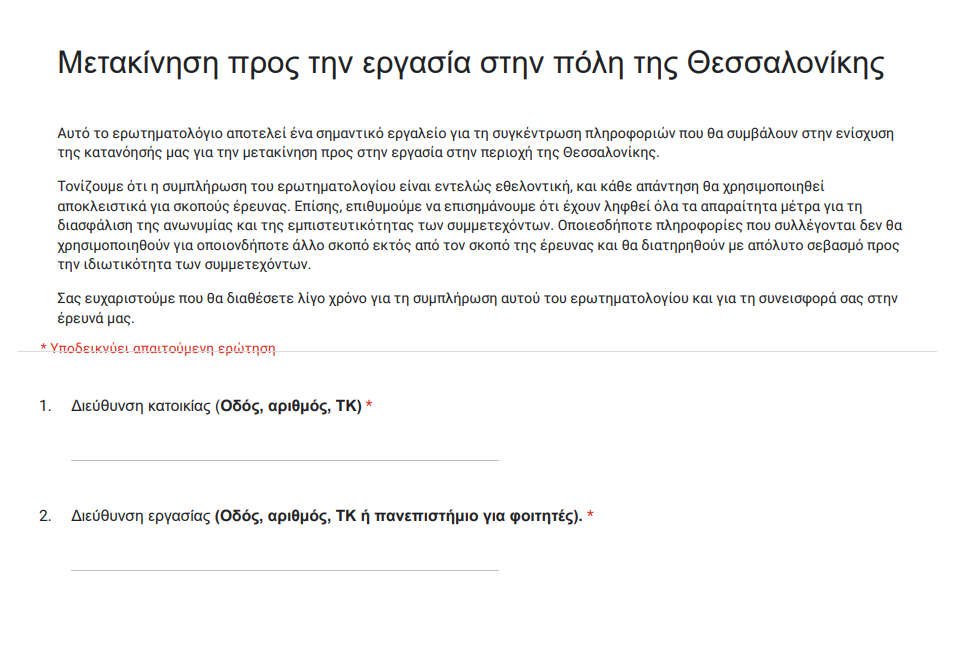 Μετακίνηση προς την εργασία στην πόλη της Θεσσαλονίκης
Αυτό το ερωτηματολόγιο αποτελεί ένα σημαντικό εργαλείο για τη συγκέντρωση πληροφοριών που θα συμβάλουν στην ενίσχυση
της κατανόησής μας για την μετακίνηση προς στην εργασία στην περιοχή της Θεσσαλονίκης.
Τονίζουμε ότι η συμπλήρωση του ερωτηματολογίου είναι εντελώς εθελοντική, και κάθε απάντηση θα χρησιμοποιηθεί
αποκλειστικά για σκοπούς έρευνας. Επίσης, επιθυμούμε να επισημάνουμε ότι έχουν ληφθεί όλα τα απαραίτητα μέτρα για τη
διασφάλιση της ανωνυμίας και της εμπιστευτικότητας των συμμετεχόντων. Οποιεσδήποτε πληροφορίες που συλλέγονται δεν θα
χρησιμοποιηθούν για οποιονδήποτε άλλο σκοπό εκτός από τον σκοπό της έρευνας και θα διατηρηθούν με απόλυτο σεβασμό προς
την ιδιωτικότητα των συμμετεχόντων.
Σας ευχαριστούμε που θα διαθέσετε λίγο χρόνο για τη συμπλήρωση αυτού του ερωτηματολογίου και για τη συνεισφορά σας στην
έρευνά μας.
* Υποδεικνύει απαιτούμενη ερώτηση
1. Διεύθυνση κατοικίας (Οδός, αριθμός, ΤΚ) *
2. Διεύθυνση εργασίας (Οδός, αριθμός, ΤΚ ή πανεπιστήμιο για φοιτητές). *